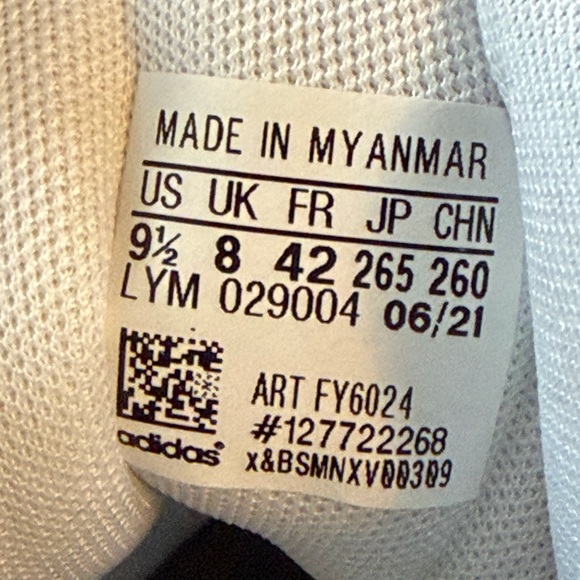 MADE IN MYANMAR
US UK FR JP CHN
9½ 8 42 265 260
LYM 029004 06/21
ART FY6024
#127722268
adidas® x&BSMNXV00309